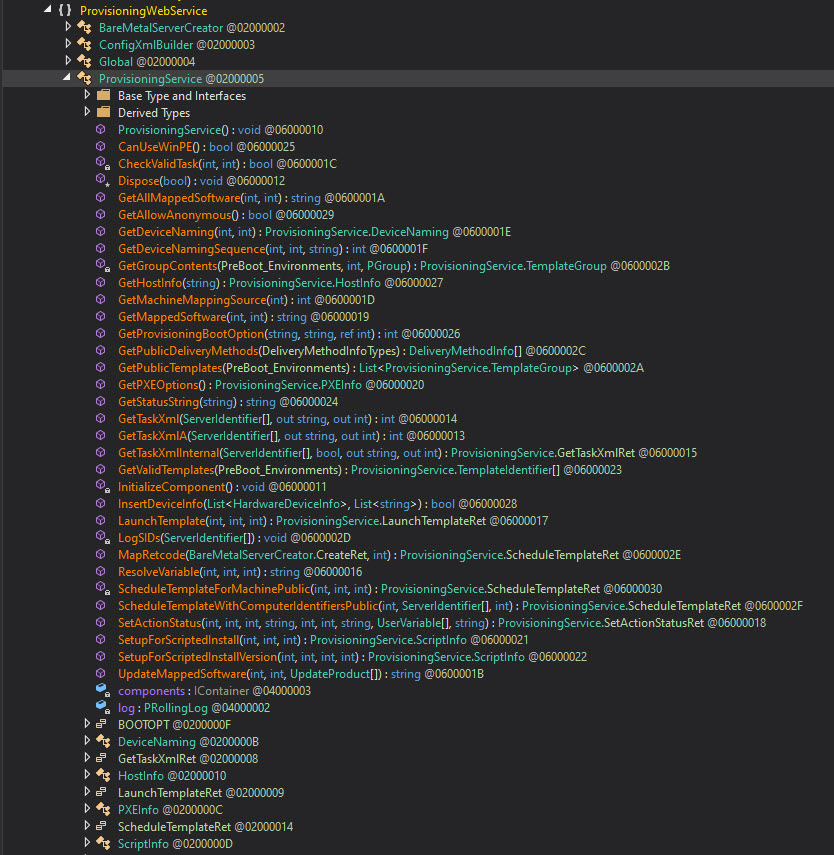 { } ProvisioningWebService
BareMetalServerCreator @02000002
ConfigXmlBuilder @02000003
Global @02000004
ProvisioningService @02000005
Base Type and Interfaces
Derived Types
ProvisioningService() : void @06000010
CanUseWinPE() : bool @06000025
CheckValidTask(int, int) : bool @0600001C
Dispose(bool) : void @06000012
GetAllMappedSoftware(int, int) : string @0600001A
GetAllowAnonymous() : bool @06000029
GetDeviceNaming(int, int) : ProvisioningService.DeviceNaming @0600001E
GetDeviceNamingSequence(int, int, string) : int @0600001F
GetGroupContents(PreBoot_Environments, int, PGroup) : ProvisioningService.TemplateGroup @0600002B
GetHostInfo(string) : ProvisioningService.HostInfo @06000027
GetMachineMappingSource(int) : int @0600001D
GetMappedSoftware(int, int) : string @06000019
GetProvisioningBootOption(string, string, ref int) : int @06000026
GetPublicDeliveryMethods(DeliveryMethodInfoTypes) : DeliveryMethodInfo[] @0600002C
GetPublicTemplates(PreBoot_Environments) : List<ProvisioningService.TemplateGroup> @0600002A
GetPXEOptions() : ProvisioningService.PXEInfo @06000020
GetStatusString(string) : string @06000024
GetTaskXml(ServerIdentifier[], out string, out int) : int @06000014
GetTaskXmlA(ServerIdentifier[], out string, out int) : int @06000013
GetTaskXmlInternal(ServerIdentifier[], bool, out string, out int) : ProvisioningService.GetTaskXmlRet @06000015
GetValidTemplates(PreBoot_Environments) : ProvisioningService.TemplateIdentifier[] @06000023
InitializeComponent() : void @06000011
InsertDeviceInfo(List<HardwareDeviceInfo>, List<string>) : bool @06000028
LaunchTemplate(int, int, int) : ProvisioningService.LaunchTemplateRet @06000017
LogSIDs(ServerIdentifier[]) : void @0600002D
MapRetcode(BareMetalServerCreator.CreateRet, int) : ProvisioningService.ScheduleTemplateRet @0600002E
ResolveVariable(int, int, int) : string @06000016
ScheduleTemplateForMachinePublic(int, int, int) : ProvisioningService.ScheduleTemplateRet @06000030
ScheduleTemplateWithComputerIdentifiersPublic(int, ServerIdentifier[], int) : ProvisioningService.ScheduleTemplateRet @0600002F
SetActionStatus(int, int, int, string, int, int, string, UserVariable[], string) : ProvisioningService.SetActionStatusRet @06000018
SetupForScriptedInstall(int, int, int) : ProvisioningService.ScriptInfo @06000021
SetupForScriptedInstallVersion(int, int, int, int) : ProvisioningService.ScriptInfo @06000022
UpdateMappedSoftware(int, int, UpdateProduct[]) : string @0600001B
components : IContainer @04000003
log : PRollingLog @04000002
BOOTOPT @0200000F
DeviceNaming @0200000B
GetTaskXmlRet @02000008
HostInfo @02000010
LaunchTemplateRet @02000009
PXEInfo @0200000C
ScheduleTemplateRet @02000014
ScriptInfo @0200000D